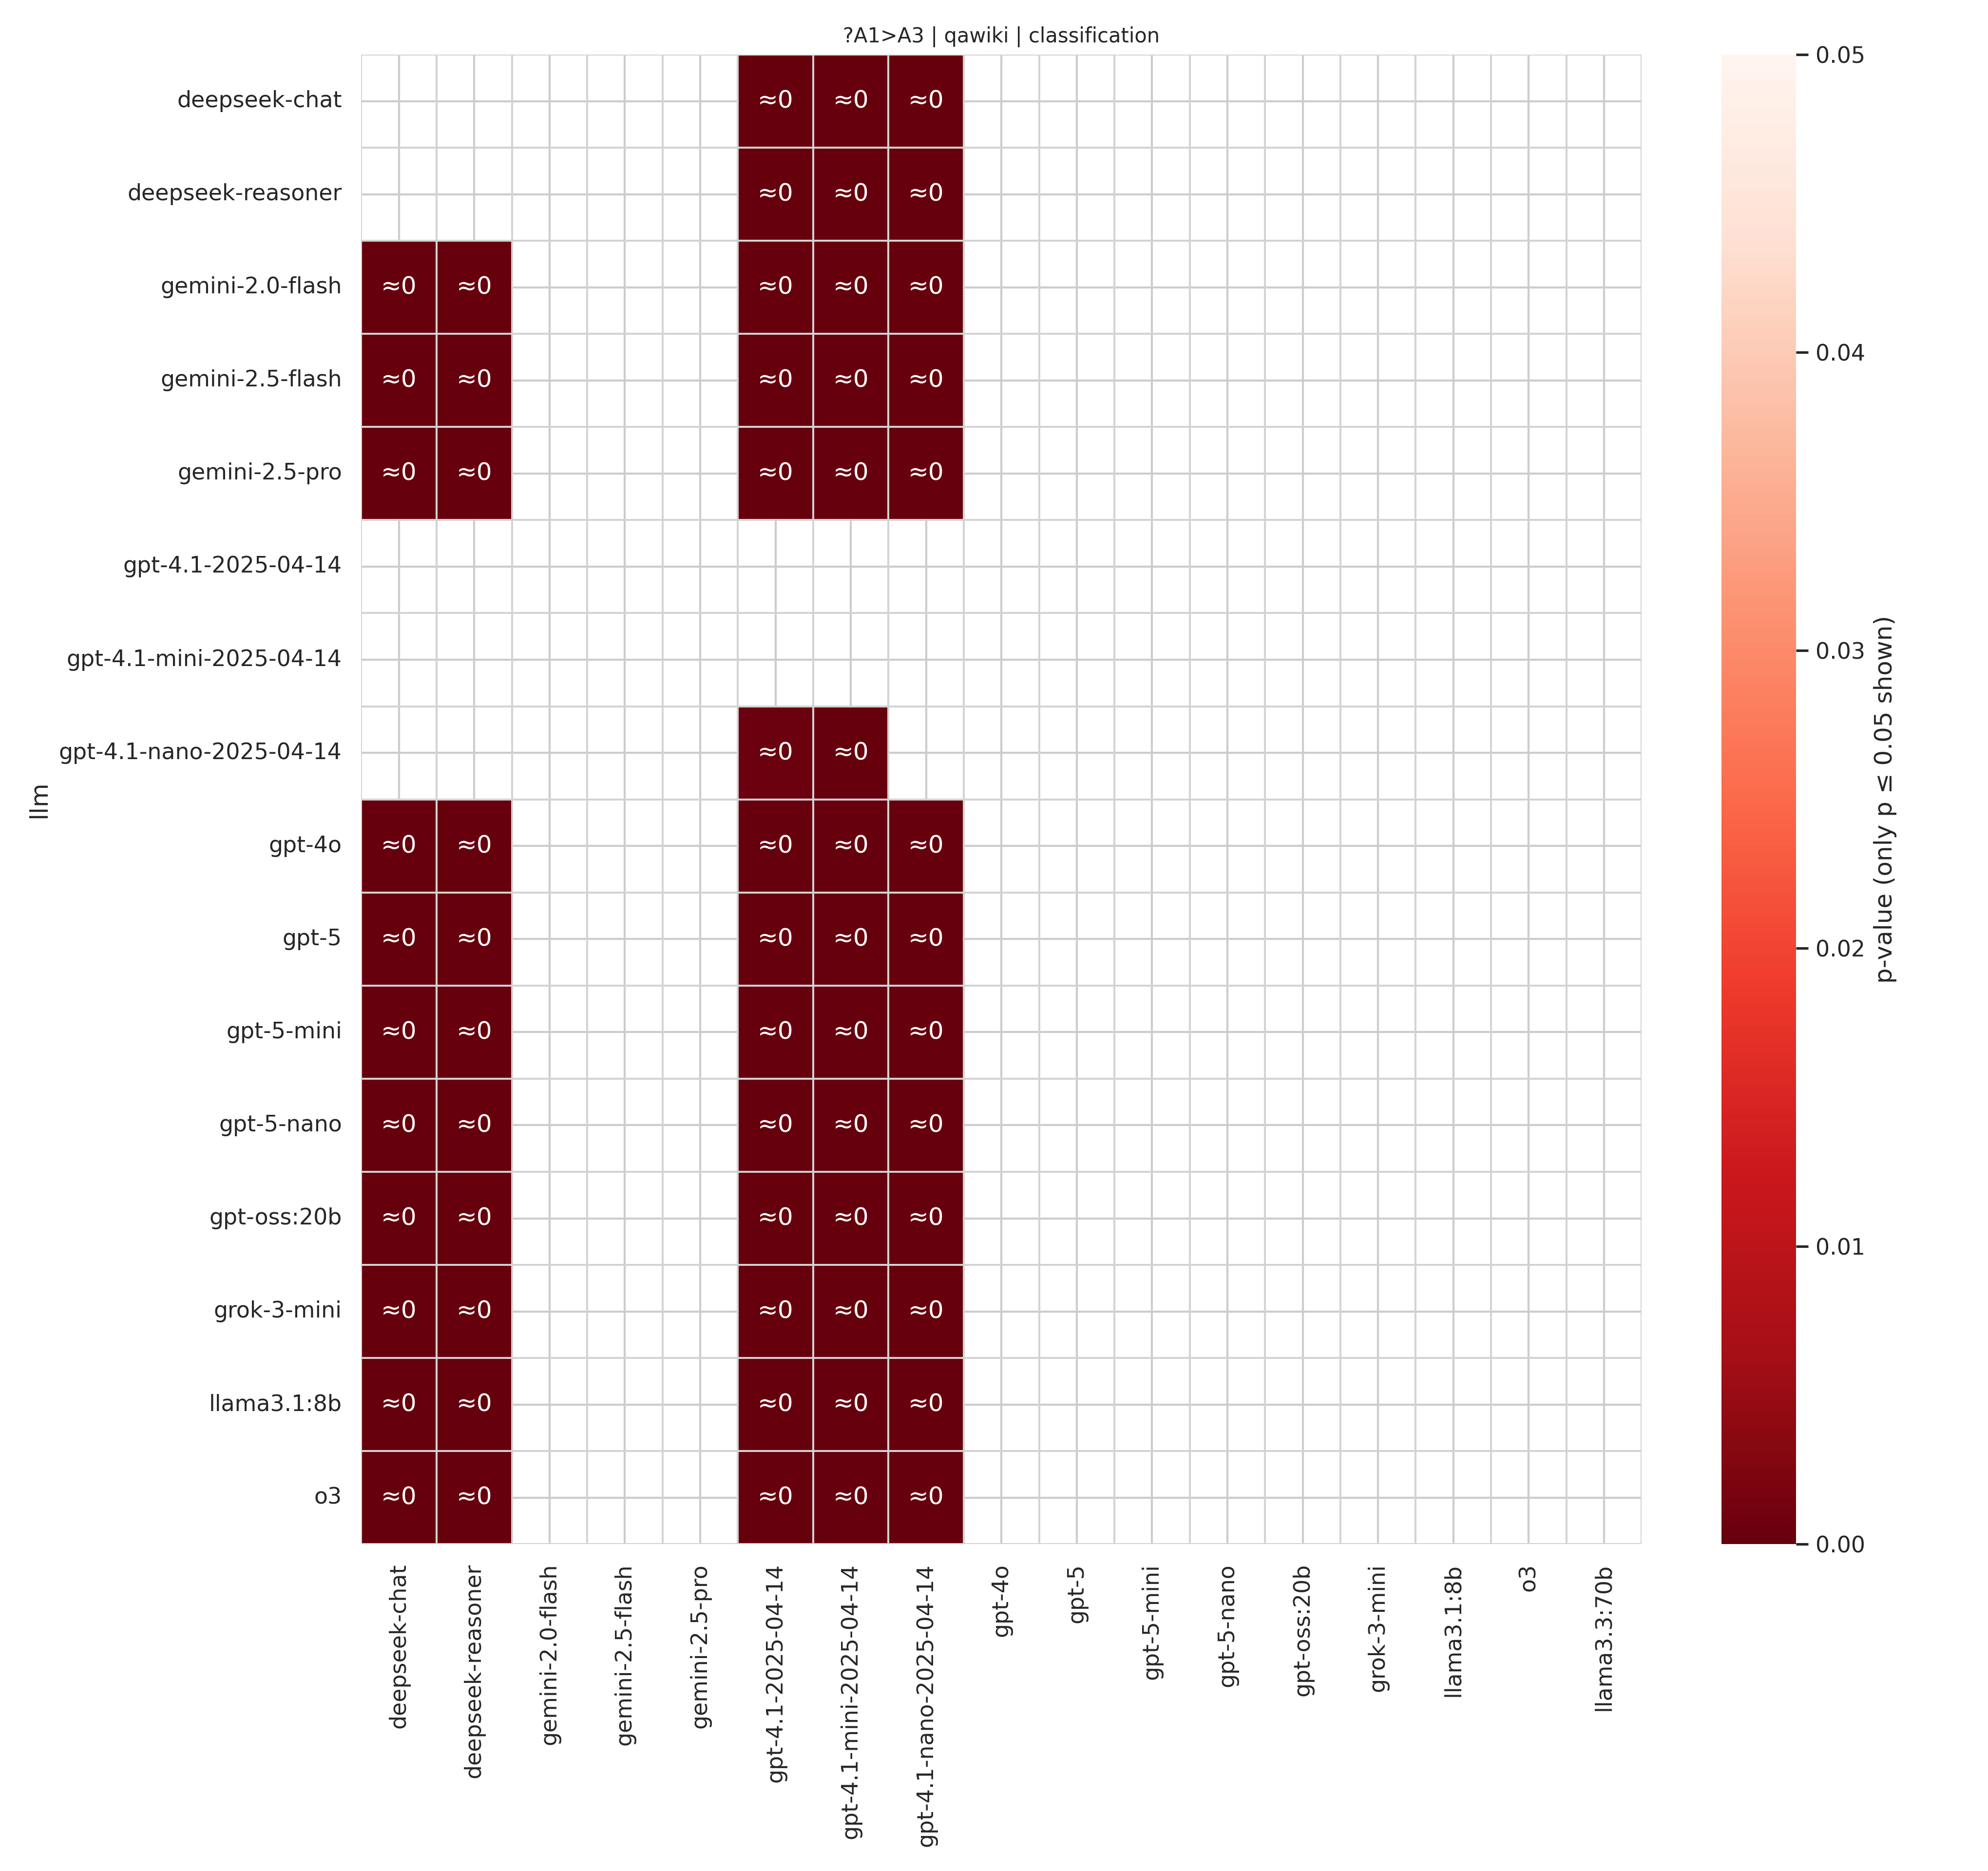 ?A1>A3 | qawiki | classification
deepseek-chat ≈0 ≈0 ≈0
deepseek-reasoner ≈0 ≈0 ≈0
gemini-2.0-flash ≈0 ≈0 ≈0 ≈0 ≈0
gemini-2.5-flash ≈0 ≈0 ≈0 ≈0 ≈0
gemini-2.5-pro ≈0 ≈0 ≈0 ≈0 ≈0
gpt-4.1-2025-04-14
gpt-4.1-mini-2025-04-14
gpt-4.1-nano-2025-04-14 ≈0 ≈0
gpt-4o ≈0 ≈0 ≈0 ≈0 ≈0
gpt-5 ≈0 ≈0 ≈0 ≈0 ≈0
gpt-5-mini ≈0 ≈0 ≈0 ≈0 ≈0
gpt-5-nano ≈0 ≈0 ≈0 ≈0 ≈0
gpt-oss:20b ≈0 ≈0 ≈0 ≈0 ≈0
grok-3-mini ≈0 ≈0 ≈0 ≈0 ≈0
llama3.1:8b ≈0 ≈0 ≈0 ≈0 ≈0
o3 ≈0 ≈0 ≈0 ≈0 ≈0
llm
deepseek-chat
deepseek-reasoner
gemini-2.0-flash
gemini-2.5-flash
gemini-2.5-pro
gpt-4.1-2025-04-14
gpt-4.1-mini-2025-04-14
gpt-4.1-nano-2025-04-14
gpt-4o
gpt-5
gpt-5-mini
gpt-5-nano
gpt-oss:20b
grok-3-mini
llama3.1:8b
o3
llama3.3:70b
0.05
0.04
0.03
0.02
0.01
0.00
p-value (only p ≤ 0.05 shown)